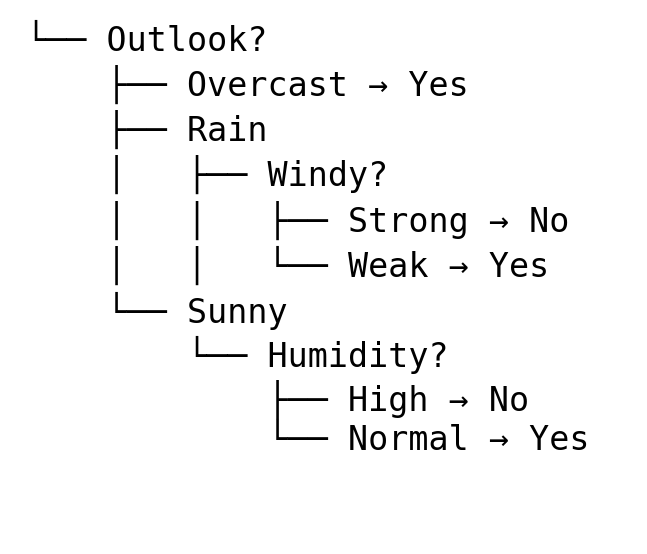 └── Outlook?
    ├── Overcast → Yes
    ├── Rain
    │   ├── Windy?
    │   │   ├── Strong → No
    │   │   └── Weak → Yes
    └── Sunny
        └── Humidity?
            ├── High → No
            └── Normal → Yes